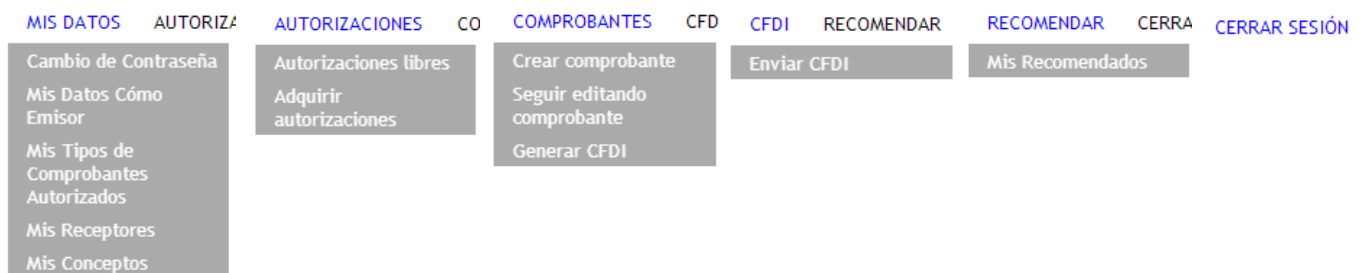 MIS DATOS AUTORIZA
Cambio de Contraseña
Mis Datos Cómo
Emisor
Mis Tipos de
Comprobantes
Autorizados
Mis Receptores
Mis Conceptos
AUTORIZACIONES CO
Autorizaciones libres
Adquirir
autorizaciones
COMPROBANTES CFD
Crear comprobante
Seguir editando
comprobante
Generar CFDI
CFDI RECOMENDAR
Enviar CFDI
RECOMENDAR CERRA
Mis Recomendados
CERRAR SESIÓN